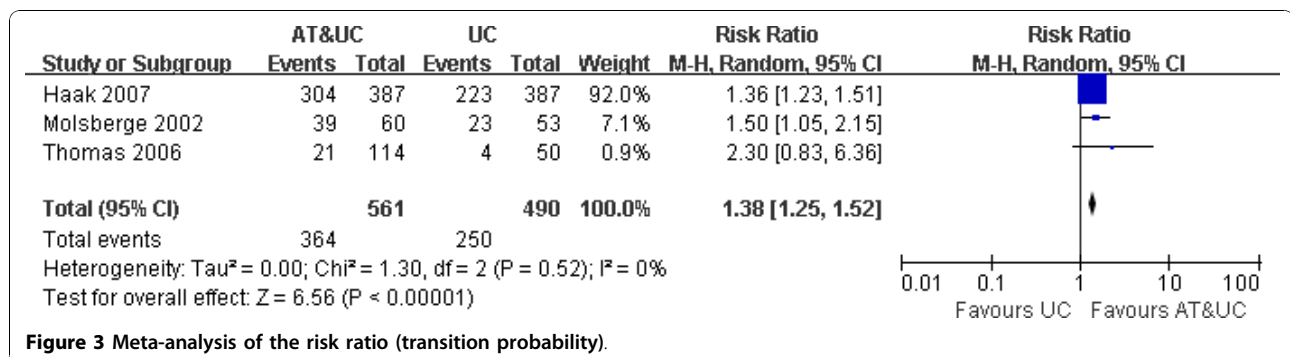 AT&UC UC Risk Ratio Risk Ratio
Study or Subgroup Events Total Events Total Weight M-H, Random, 95% CI M-H, Random, 95% CI
Haak 2007 304 387 223 387 92.0% 1.36 [1.23, 1.51]
Molsberge 2002 39 60 23 53 7.1% 1.50 [1.05, 2.15]
Thomas 2006 21 114 4 50 0.9% 2.30 [0.83, 6.36]
Total (95% CI) 561 490 100.0% 1.38 [1.25, 1.52]
Total events 364 250
Heterogeneity: Tau² = 0.00; Chi² = 1.30, df = 2 (P = 0.52); I² = 0%
Test for overall effect: Z = 6.56 (P < 0.00001)
0.01 0.1 1 10 100
Favours UC Favours AT&UC
Figure 3 Meta-analysis of the risk ratio (transition probability).